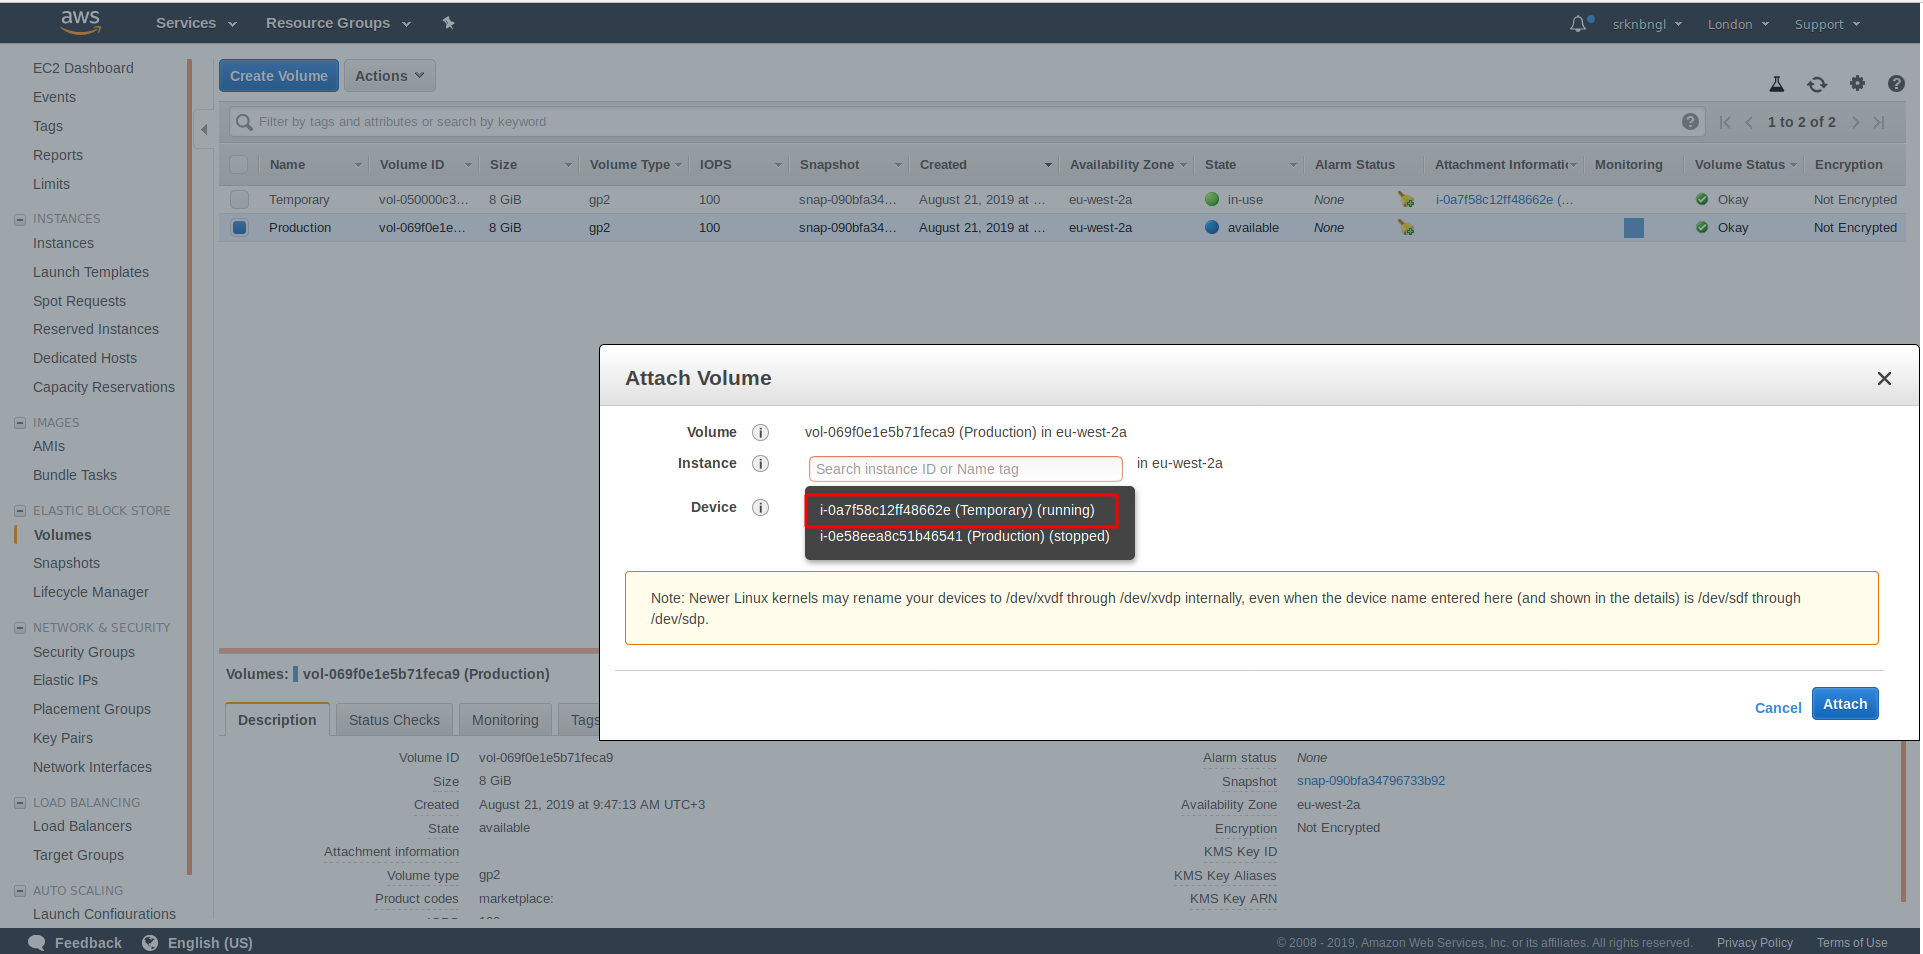 aws Services Resource Groups srknbngl London Support
EC2 Dashboard
Events
Tags
Reports
Limits
INSTANCES
Instances
Launch Templates
Spot Requests
Reserved Instances
Dedicated Hosts
Capacity Reservations
IMAGES
AMIs
Bundle Tasks
ELASTIC BLOCK STORE
Volumes
Snapshots
Lifecycle Manager
NETWORK & SECURITY
Security Groups
Elastic IPs
Placement Groups
Key Pairs
Network Interfaces
LOAD BALANCING
Load Balancers
Target Groups
AUTO SCALING
Launch Configurations
Create Volume Actions
Filter by tags and attributes or search by keyword 1 to 2 of 2
Name Volume ID Size Volume Type IOPS Snapshot Created Availability Zone State Alarm Status Attachment Informati Monitoring Volume Status Encryption
Temporary vol-050000c3... 8 GiB gp2 100 snap-090bfa34... August 21, 2019 at ... eu-west-2a in-use None i-0a7f58c12ff48662e (... Okay Not Encrypted
Production vol-069f0e1e... 8 GiB gp2 100 snap-090bfa34... August 21, 2019 at ... eu-west-2a available None Okay Not Encrypted
Attach Volume
Volume vol-069f0e1e5b71feca9 (Production) in eu-west-2a
Instance Search instance ID or Name tag in eu-west-2a
Device i-0a7f58c12ff48662e (Temporary) (running)
i-0e58eea8c51b46541 (Production) (stopped)
Note: Newer Linux kernels may rename your devices to /dev/xvdf through /dev/xvdp internally, even when the device name entered here (and shown in the details) is /dev/sdf through
/dev/sdp.
Cancel Attach
Volumes: vol-069f0e1e5b71feca9 (Production)
Description Status Checks Monitoring Tags
Volume ID vol-069f0e1e5b71feca9 Alarm status None
Size 8 GiB Snapshot snap-090bfa34796733b92
Created August 21, 2019 at 9:47:13 AM UTC+3 Availability Zone eu-west-2a
State available Encryption Not Encrypted
Attachment information KMS Key ID
Volume type gp2 KMS Key Aliases
Product codes marketplace: KMS Key ARN
Feedback English (US) © 2008 - 2019, Amazon Web Services, Inc. or its affiliates. All rights reserved. Privacy Policy Terms of Use